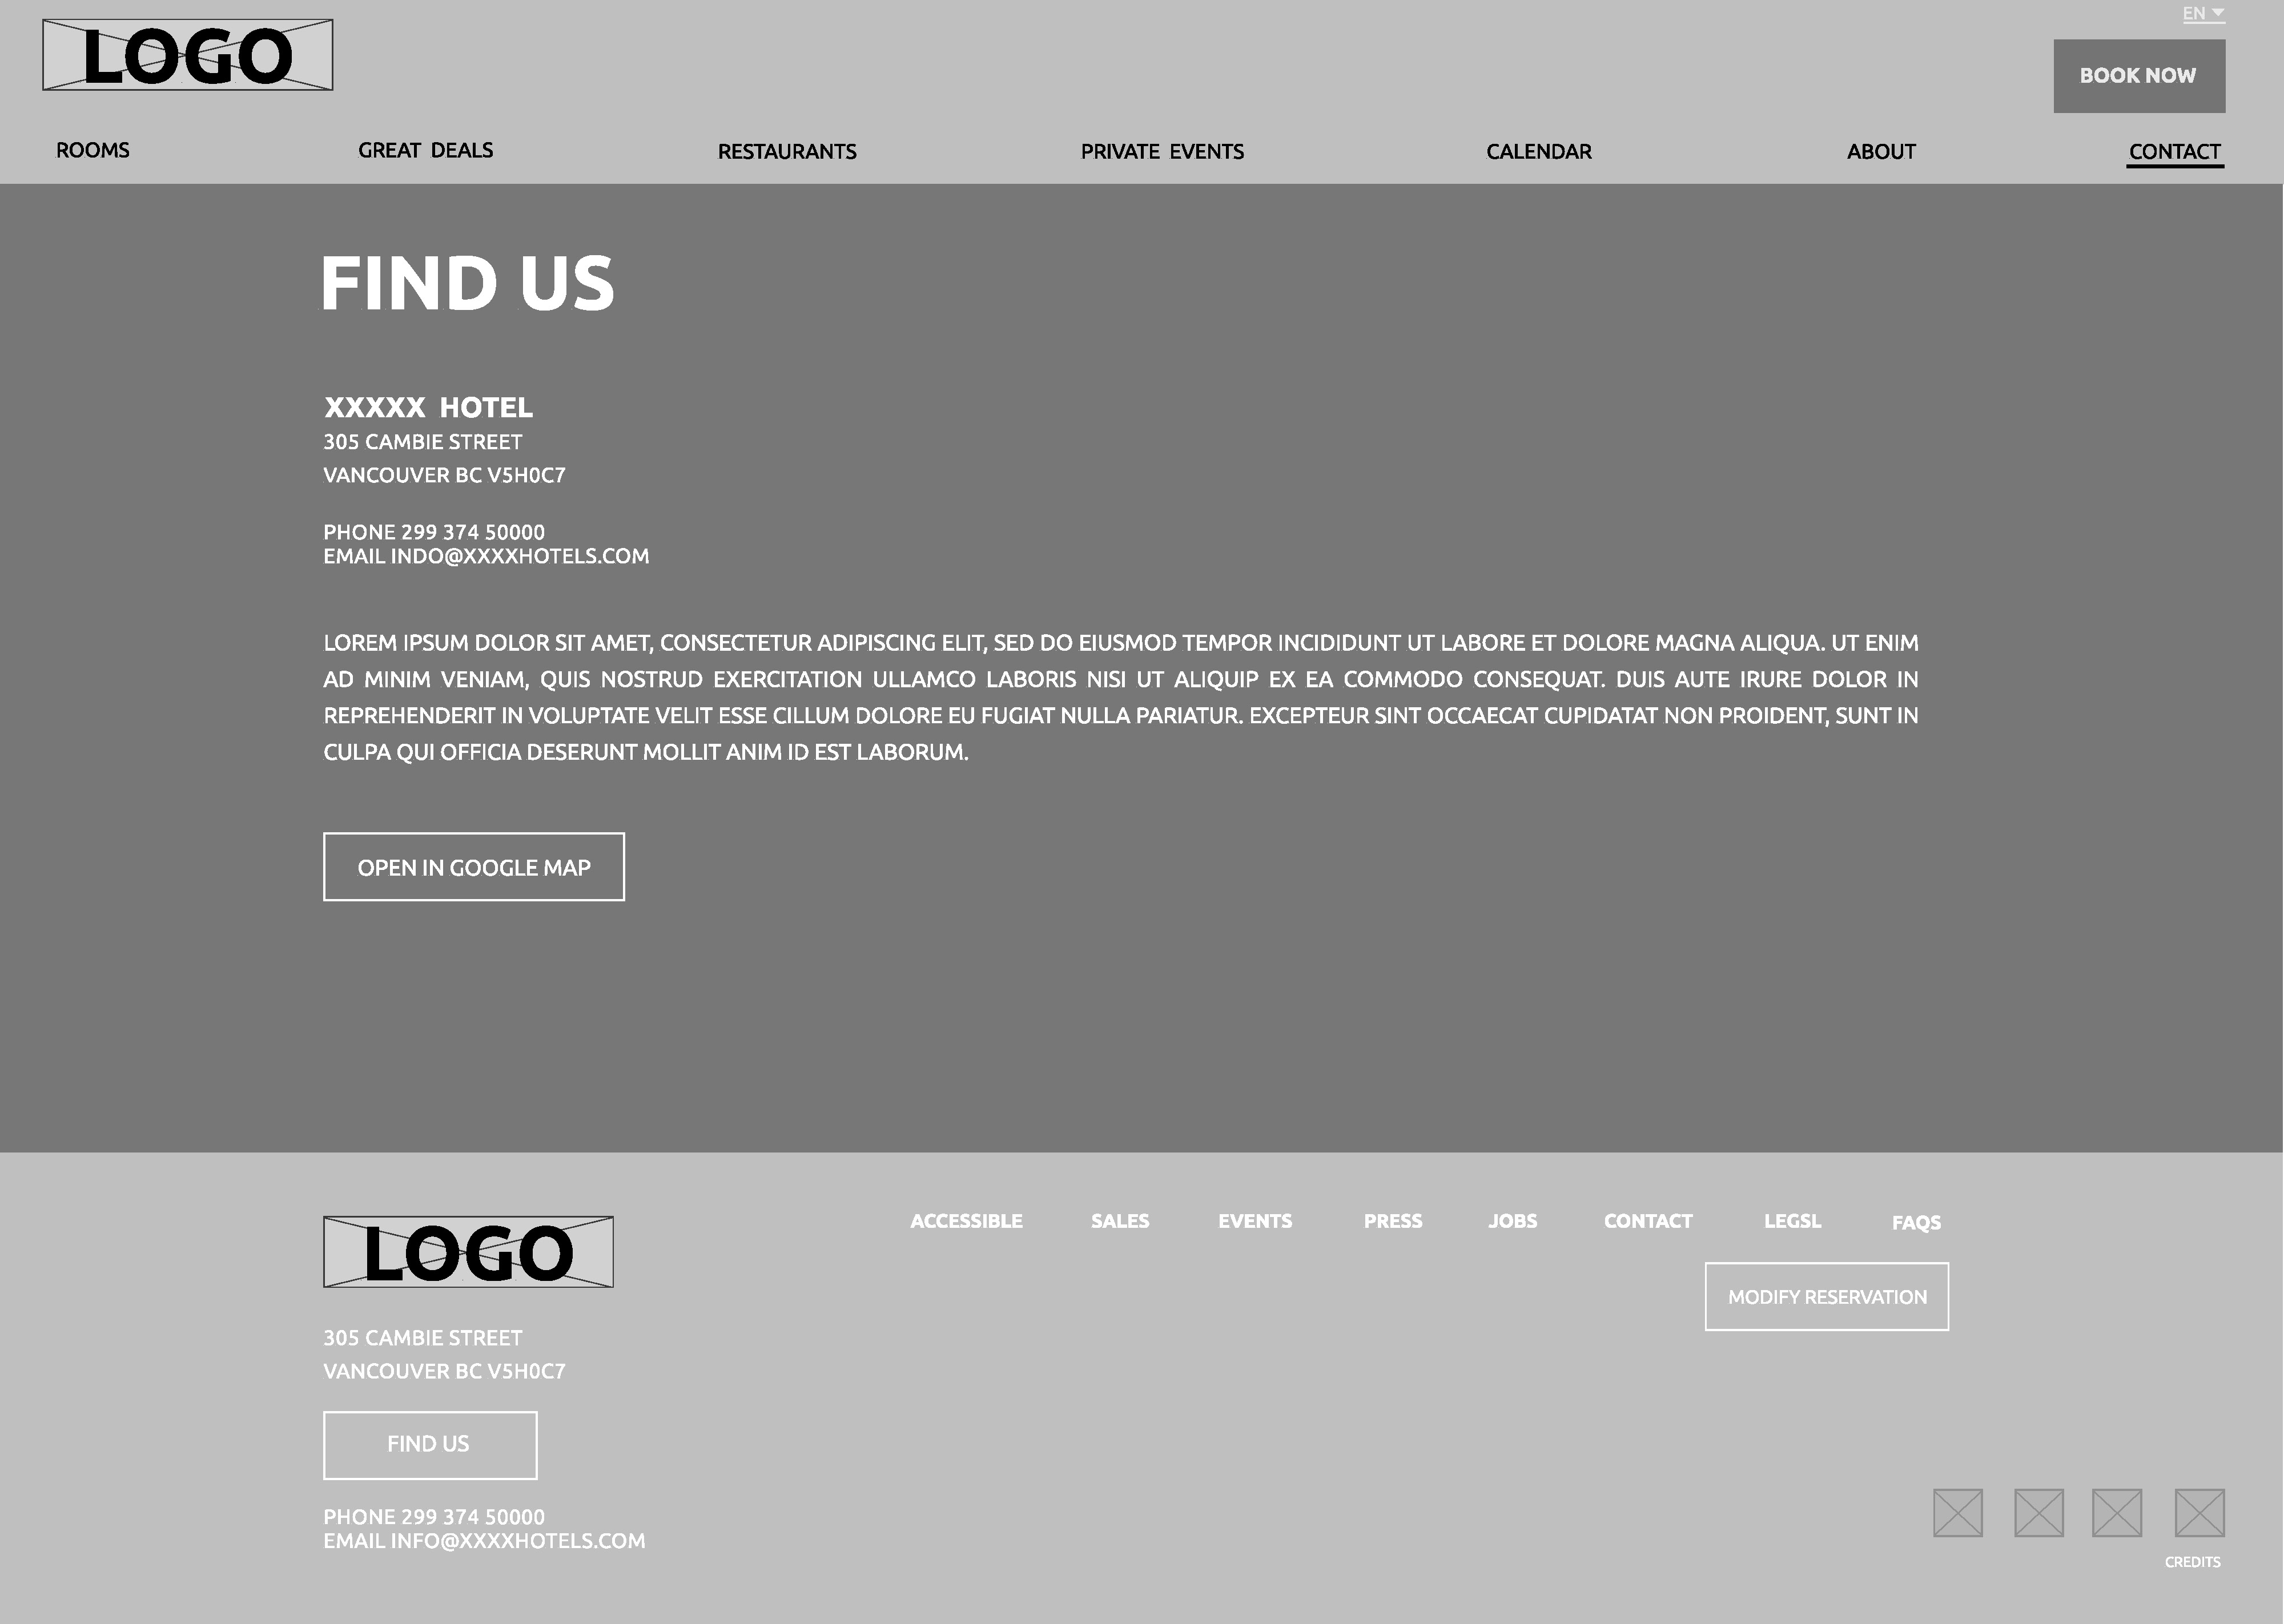 LOGO
EN
BOOK NOW
ROOMS GREAT DEALS RESTAURANTS PRIVATE EVENTS CALENDAR ABOUT CONTACT
FIND US
XXXXX HOTEL
305 CAMBIE STREET
VANCOUVER BC V5H0C7
PHONE 299 374 50000
EMAIL INDO@XXXXHOTELS.COM
LOREM IPSUM DOLOR SIT AMET, CONSECTETUR ADIPISCING ELIT, SED DO EIUSMOD TEMPOR INCIDIDUNT UT LABORE ET DOLORE MAGNA ALIQUA. UT ENIM
AD MINIM VENIAM, QUIS NOSTRUD EXERCITATION ULLAMCO LABORIS NISI UT ALIQUIP EX EA COMMODO CONSEQUAT. DUIS AUTE IRURE DOLOR IN
REPREHENDERIT IN VOLUPTATE VELIT ESSE CILLUM DOLORE EU FUGIAT NULLA PARIATUR. EXCEPTEUR SINT OCCAECAT CUPIDATAT NON PROIDENT, SUNT IN
CULPA QUI OFFICIA DESERUNT MOLLIT ANIM ID EST LABORUM.
OPEN IN GOOGLE MAP
LOGO
ACCESSIBLE SALES EVENTS PRESS JOBS CONTACT LEGSL FAQS
MODIFY RESERVATION
305 CAMBIE STREET
VANCOUVER BC V5H0C7
FIND US
PHONE 299 374 50000
EMAIL INFO@XXXXHOTELS.COM
CREDITS